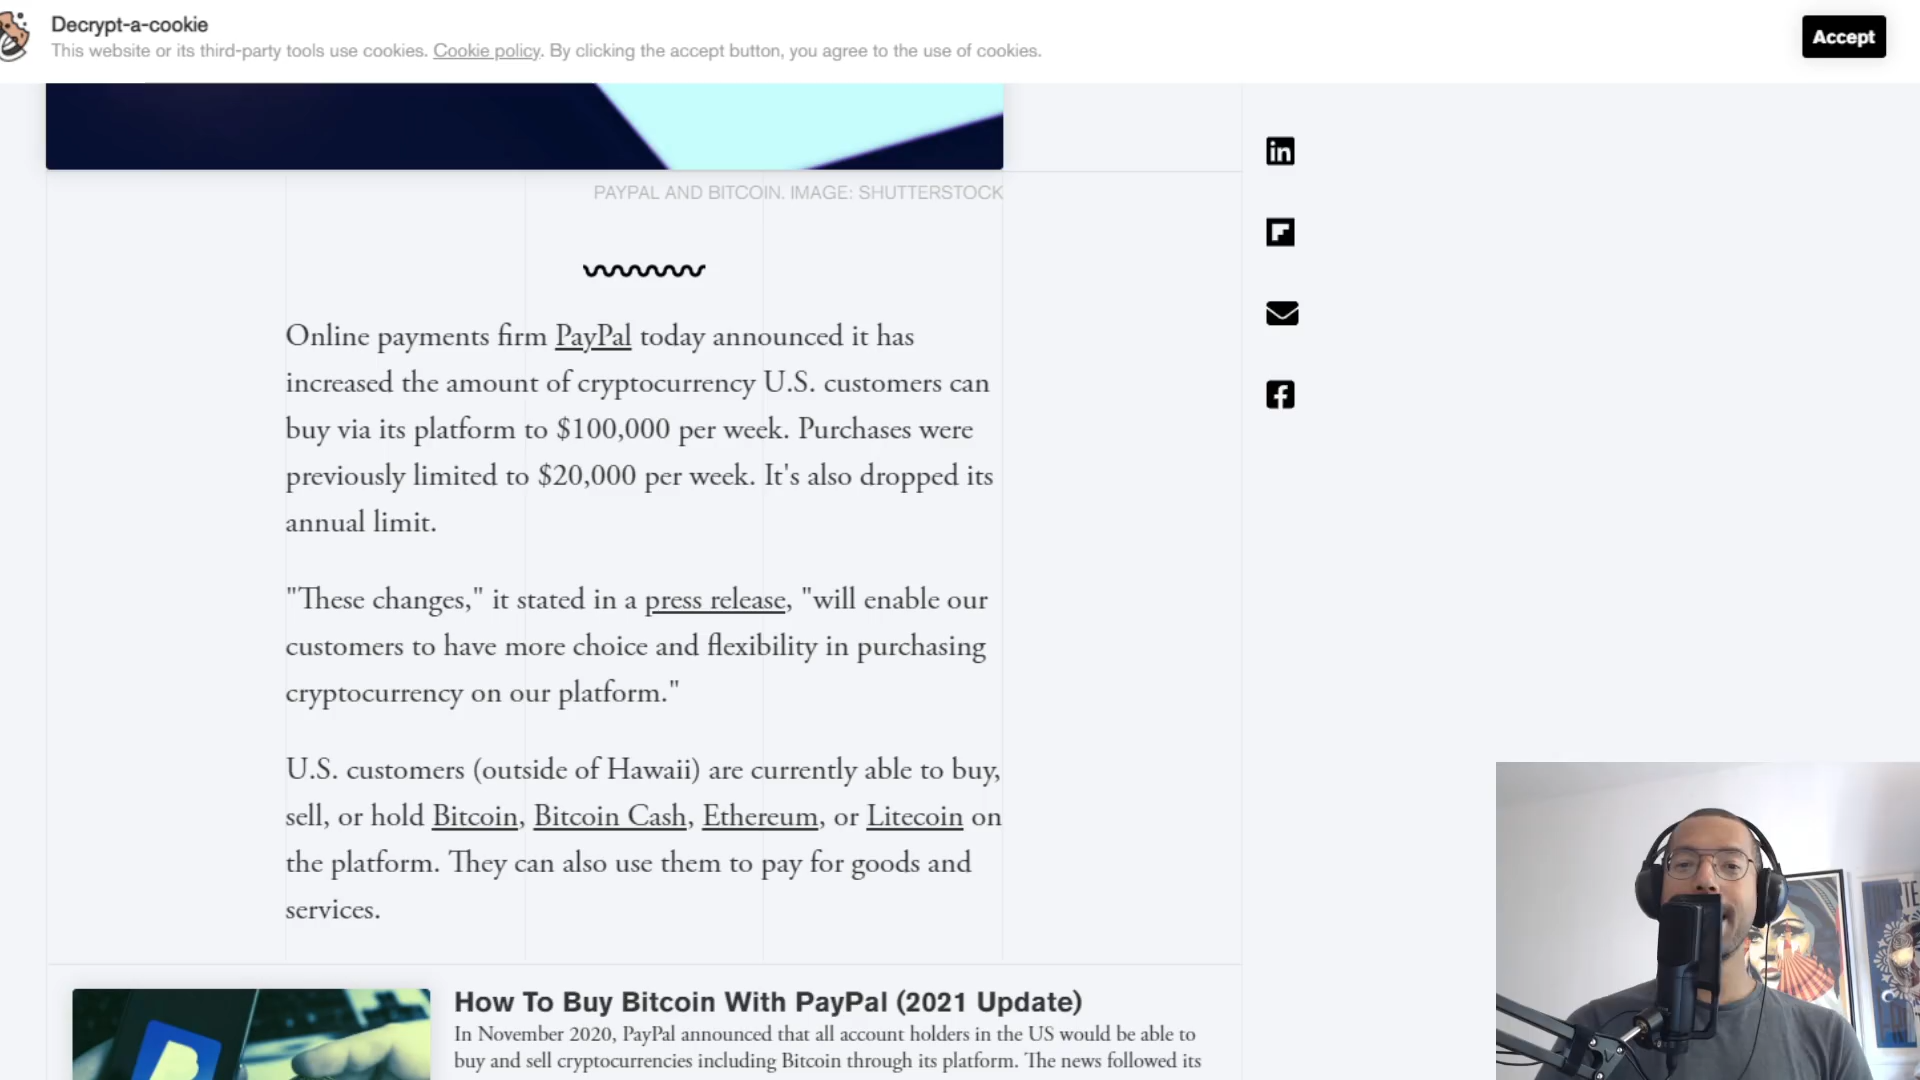 Decrypt-a-cookie
This website or its third-party tools use cookies. Cookie policy. By clicking the accept button, you agree to the use of cookies.
Accept
PAYPAL AND BITCOIN. IMAGE: SHUTTERSTOCK
Online payments firm PayPal today announced it has
increased the amount of cryptocurrency U.S. customers can
buy via its platform to $100,000 per week. Purchases were
previously limited to $20,000 per week. It's also dropped its
annual limit.
"These changes," it stated in a press release, "will enable our
customers to have more choice and flexibility in purchasing
cryptocurrency on our platform."
U.S. customers (outside of Hawaii) are currently able to buy,
sell, or hold Bitcoin, Bitcoin Cash, Ethereum, or Litecoin on
the platform. They can also use them to pay for goods and
services.
How To Buy Bitcoin With PayPal (2021 Update)
In November 2020, PayPal announced that all account holders in the US would be able to
buy and sell cryptocurrencies including Bitcoin through its platform. The news followed its